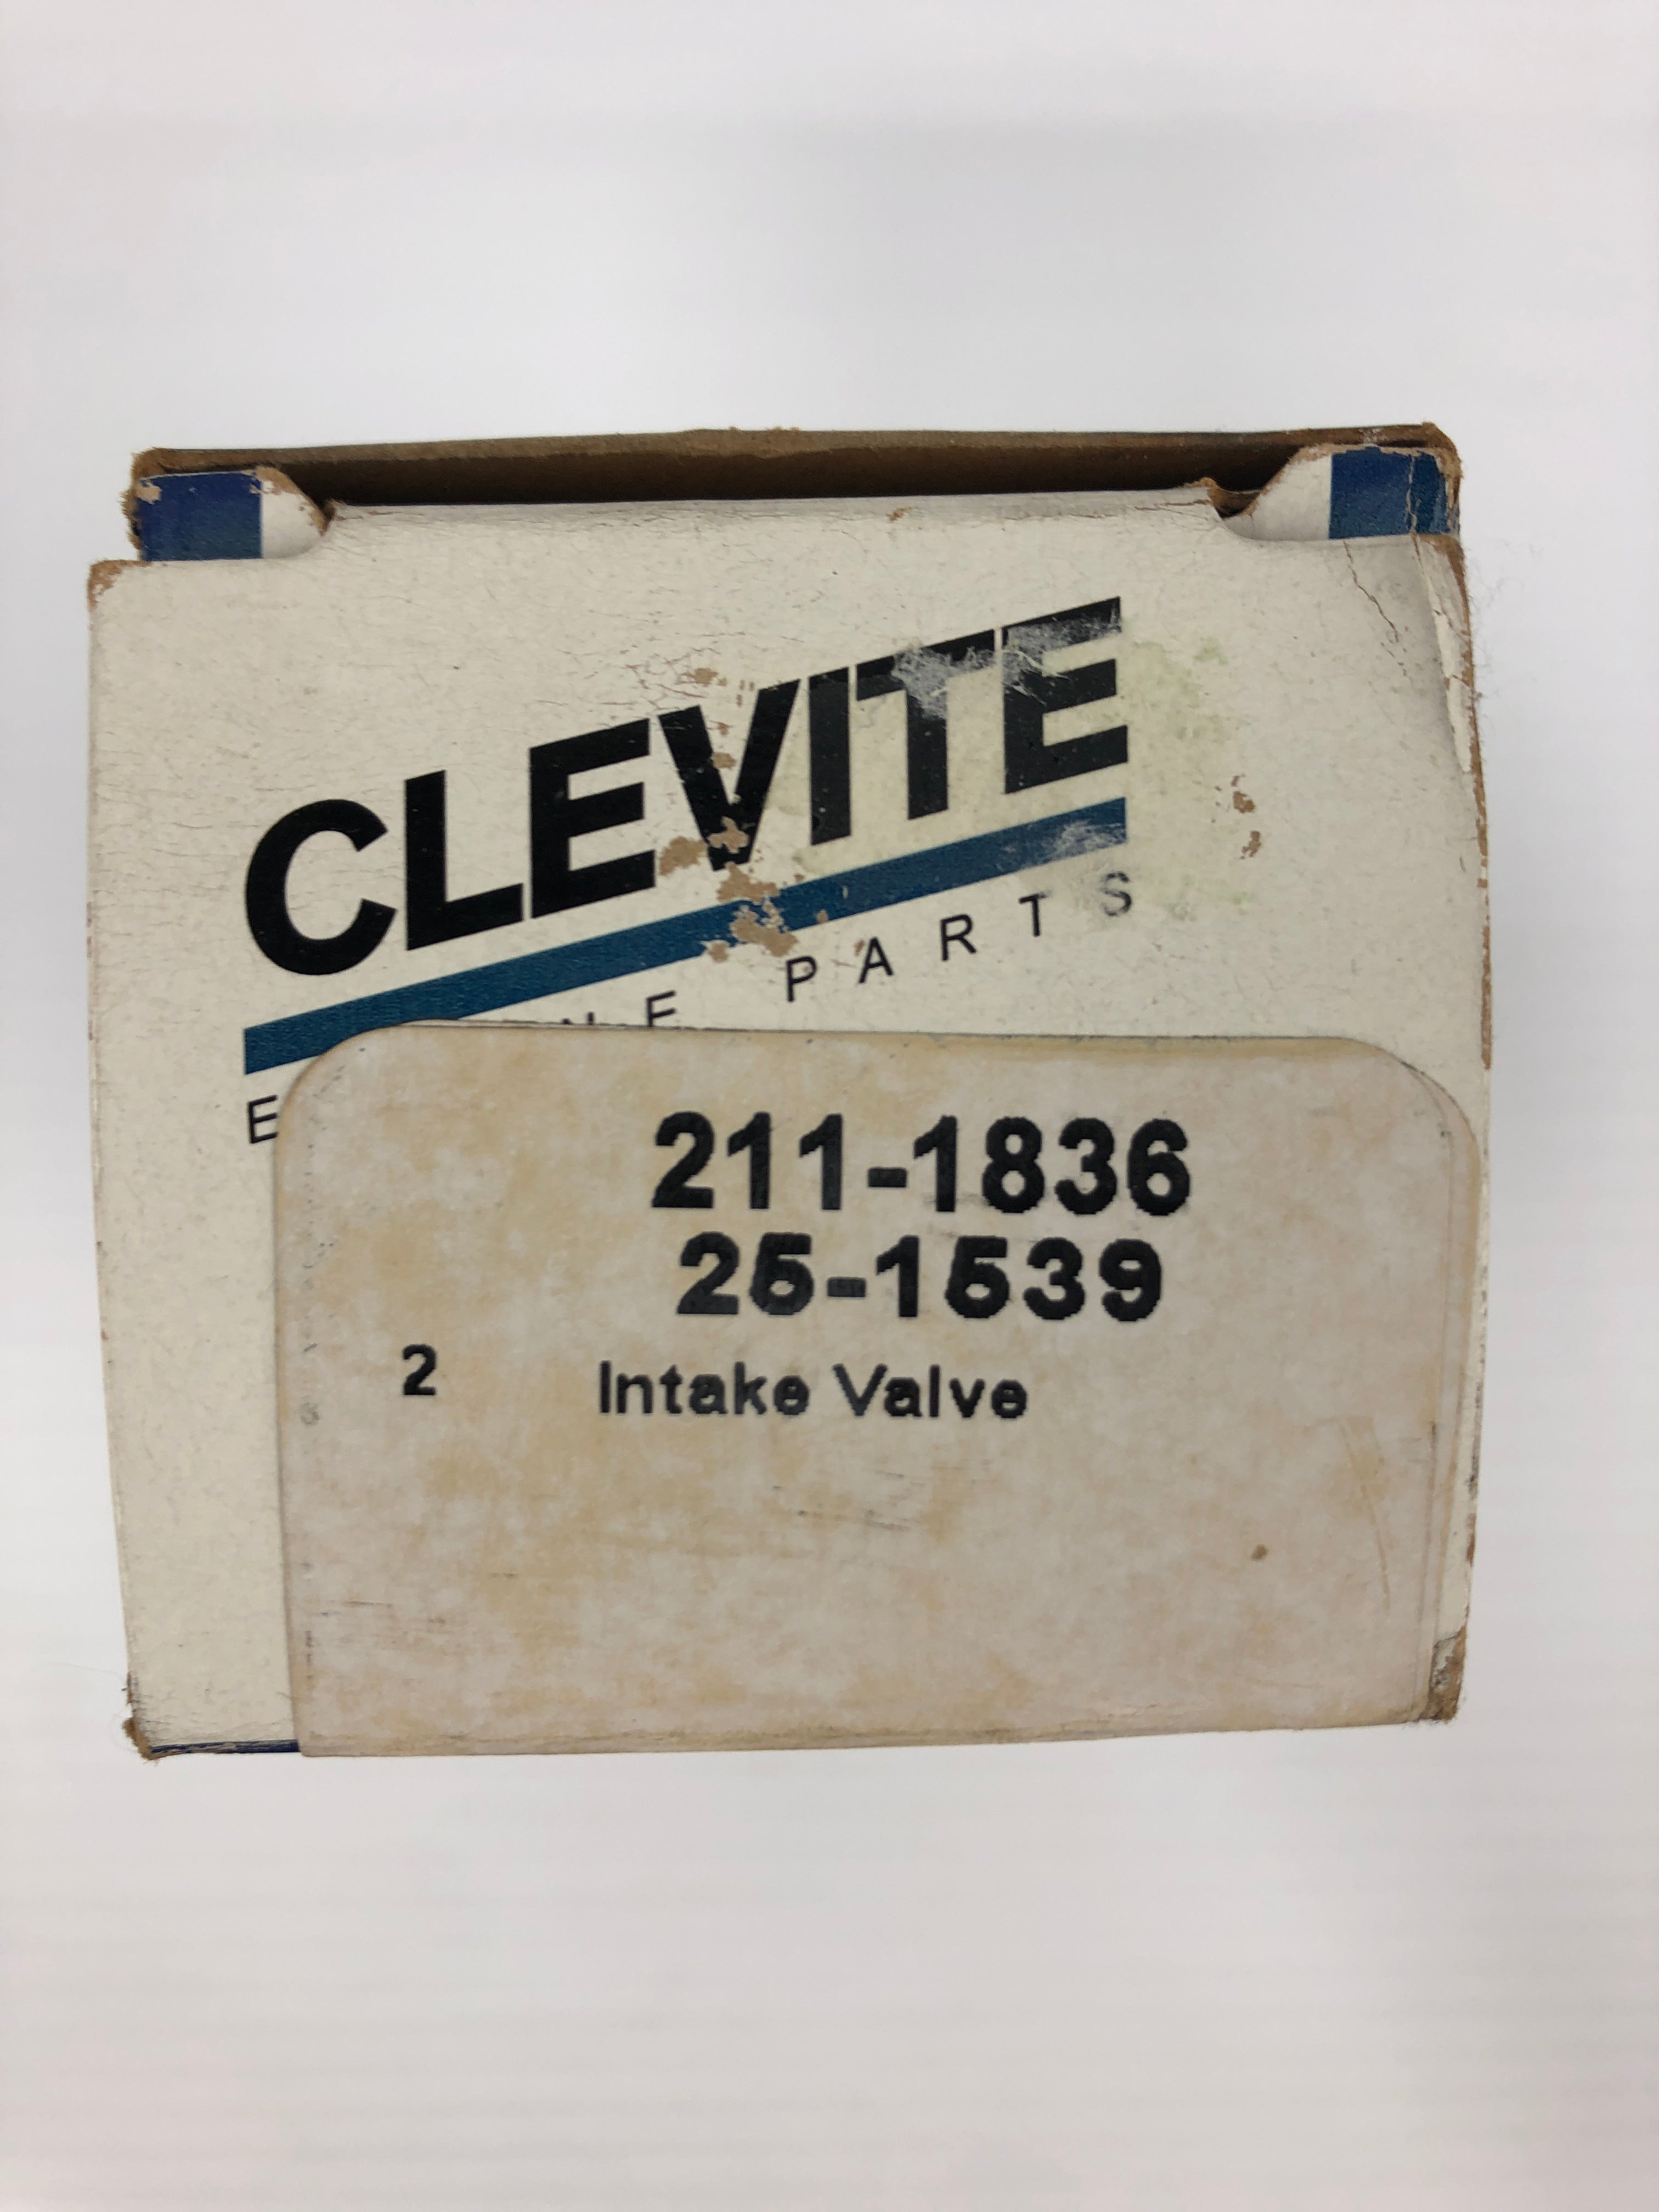 CLEVITE
PARTS
211-1836
25-1539
2 Intake Valve